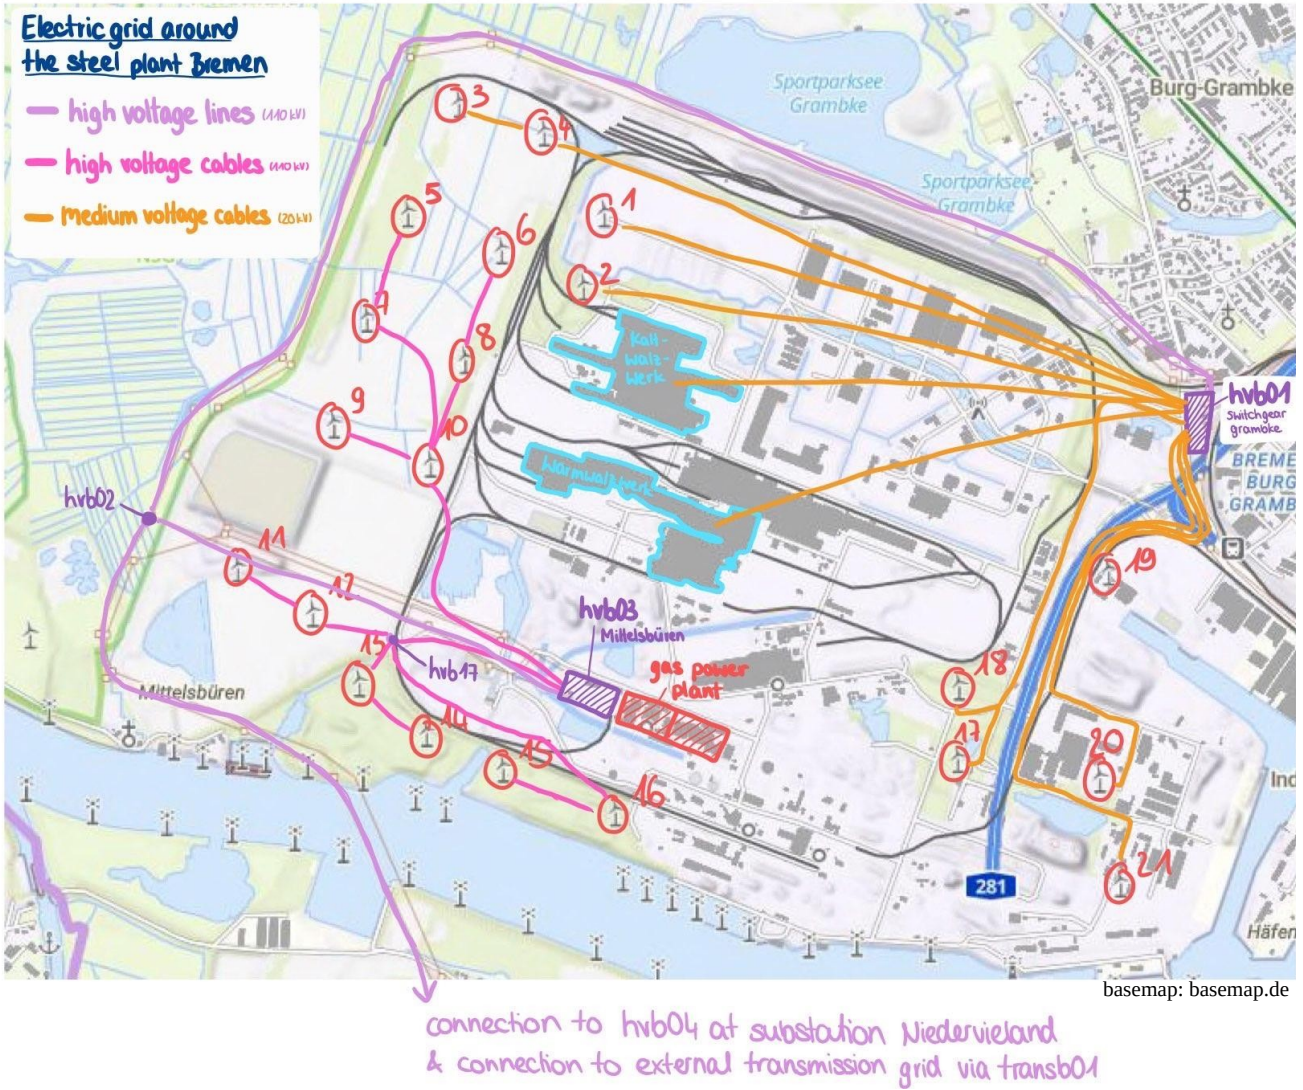 Electric grid around
the steel plant Bremen
high voltage lines (110 kV)
high voltage cables (110 kV)
medium voltage cables (20 kV)
Sportparksee
Grambke
Burg-Grambke
Sportparksee
Grambke
3
4
5
1
6
2
7
8
9
10
Kalt-
walz-
werk
Warmwalzwerk
hvb01
Switchgear
grambke
BREME
BURG
GRAMB
hvb02
11
12
19
hvb03
Mittelsbüren
gas power
plant
15
hvb17
Mittelsbüren
14
15
16
18
17
20
21
281
Ind
Häfen
basemap: basemap.de
connection to hvb04 at substation Niedervieland
& connection to external transmission grid via transb01